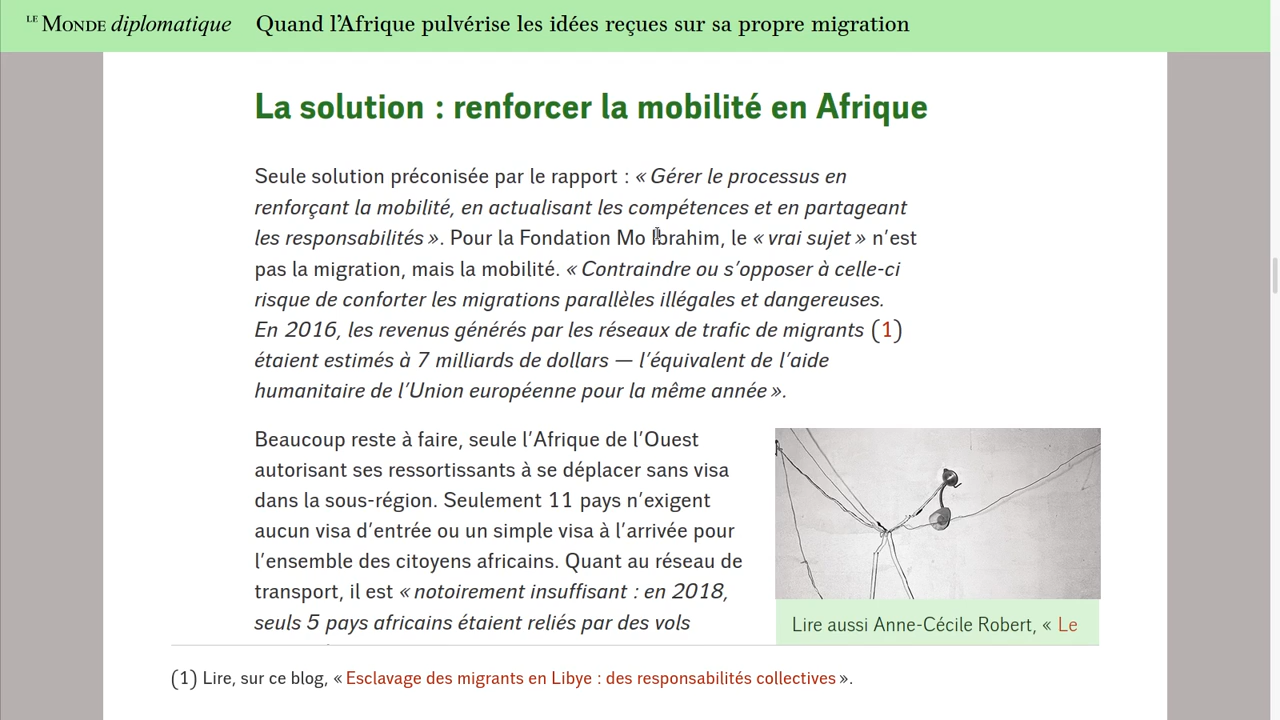 LE MONDE diplomatique Quand l’Afrique pulvérise les idées reçues sur sa propre migration
La solution : renforcer la mobilité en Afrique
Seule solution préconisée par le rapport : « Gérer le processus en
renforçant la mobilité, en actualisant les compétences et en partageant
les responsabilités ». Pour la Fondation Mo Ibrahim, le « vrai sujet » n’est
pas la migration, mais la mobilité. « Contraindre ou s’opposer à celle-ci
risque de conforter les migrations parallèles illégales et dangereuses.
En 2016, les revenus générés par les réseaux de trafic de migrants (1)
étaient estimés à 7 milliards de dollars — l’équivalent de l’aide
humanitaire de l’Union européenne pour la même année ».
Beaucoup reste à faire, seule l’Afrique de l’Ouest
autorisant ses ressortissants à se déplacer sans visa
dans la sous-région. Seulement 11 pays n’exigent
aucun visa d’entrée ou un simple visa à l’arrivée pour
l’ensemble des citoyens africains. Quant au réseau de
transport, il est « notoirement insuffisant : en 2018,
seuls 5 pays africains étaient reliés par des vols
Lire aussi Anne-Cécile Robert, « Le
(1) Lire, sur ce blog, « Esclavage des migrants en Libye : des responsabilités collectives ».